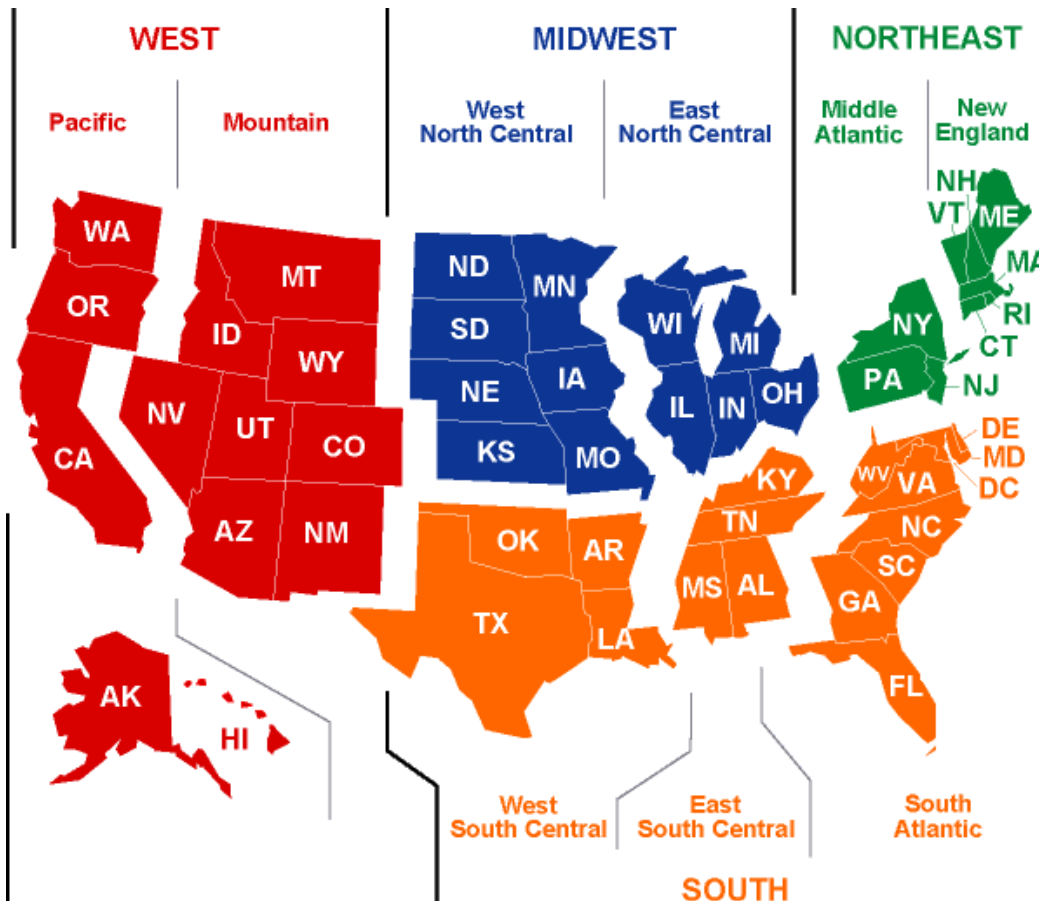 WEST
MIDWEST
NORTHEAST
Pacific
Mountain
West
North Central
East
North Central
Middle
Atlantic
New
England
WA
OR
CA
MT
ID
WY
NV
UT
CO
AZ
NM
ND
MN
SD
NE
IA
KS
MO
WI
MI
IL
IN
OH
NH
VT
ME
MA
RI
CT
NY
PA
NJ
DE
MD
DC
WV
VA
KY
TN
NC
SC
OK
AR
TX
LA
MS
AL
GA
FL
AK
HI
West
South Central
East
South Central
South
Atlantic
SOUTH